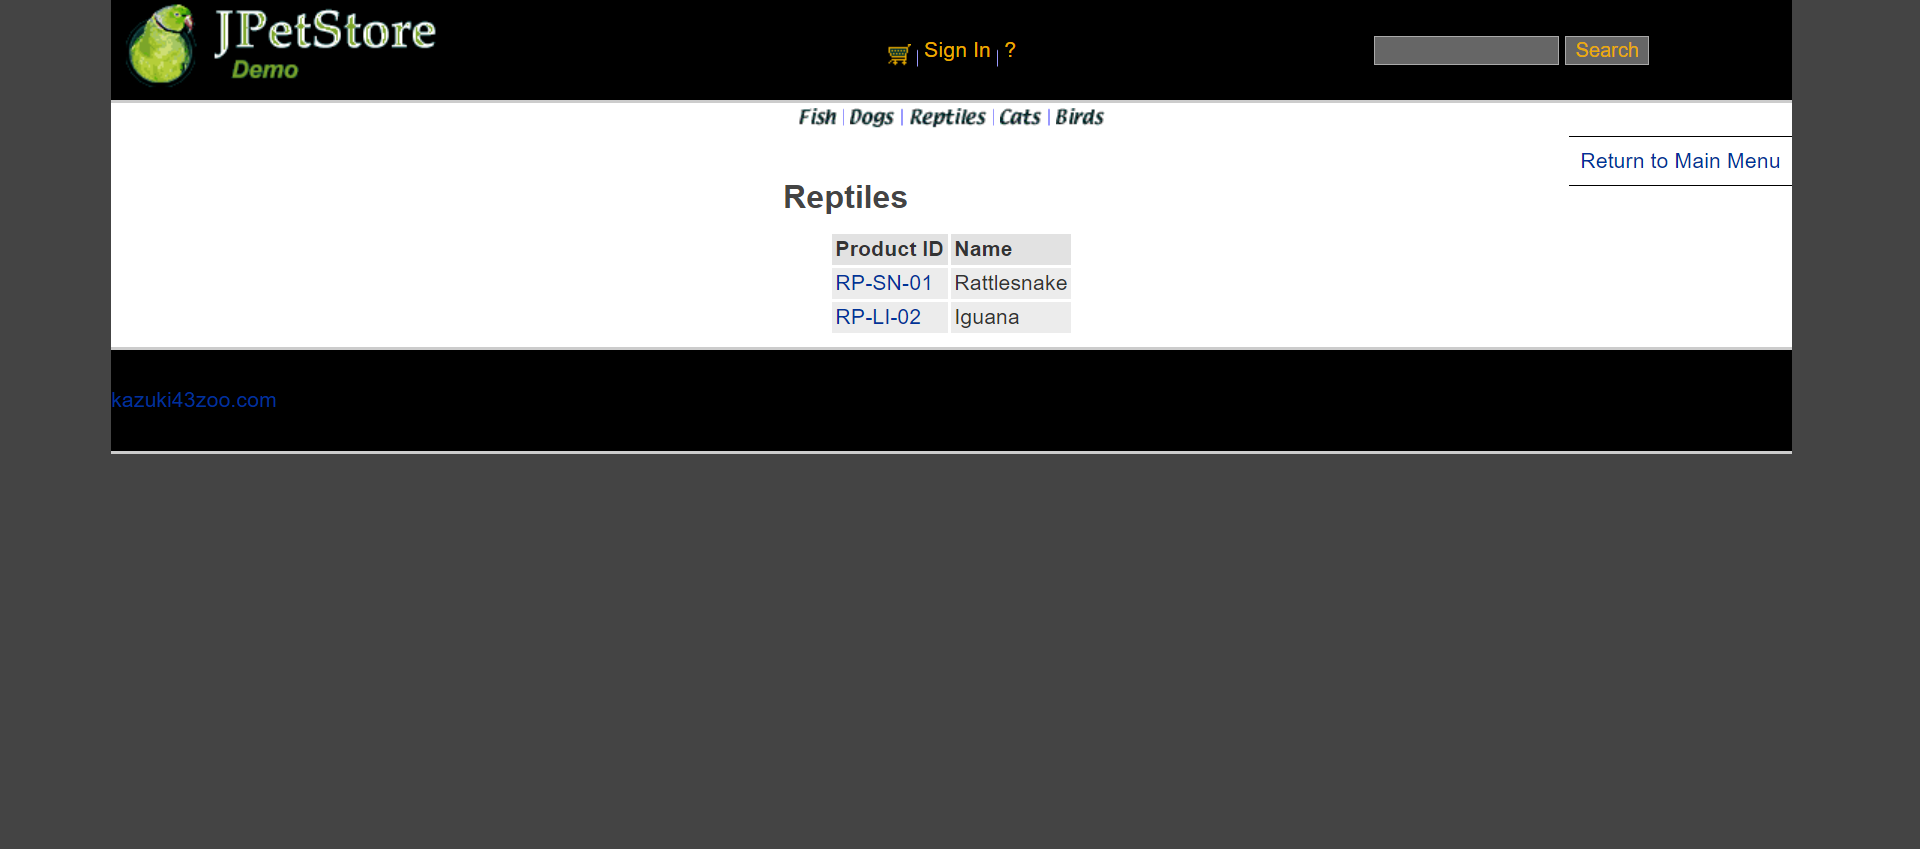 JPetStore
Demo
Sign In | ?
Search
Fish | Dogs | Reptiles | Cats | Birds
Return to Main Menu
Reptiles
Product ID Name
RP-SN-01 Rattlesnake
RP-LI-02 Iguana
kazuki43zoo.com